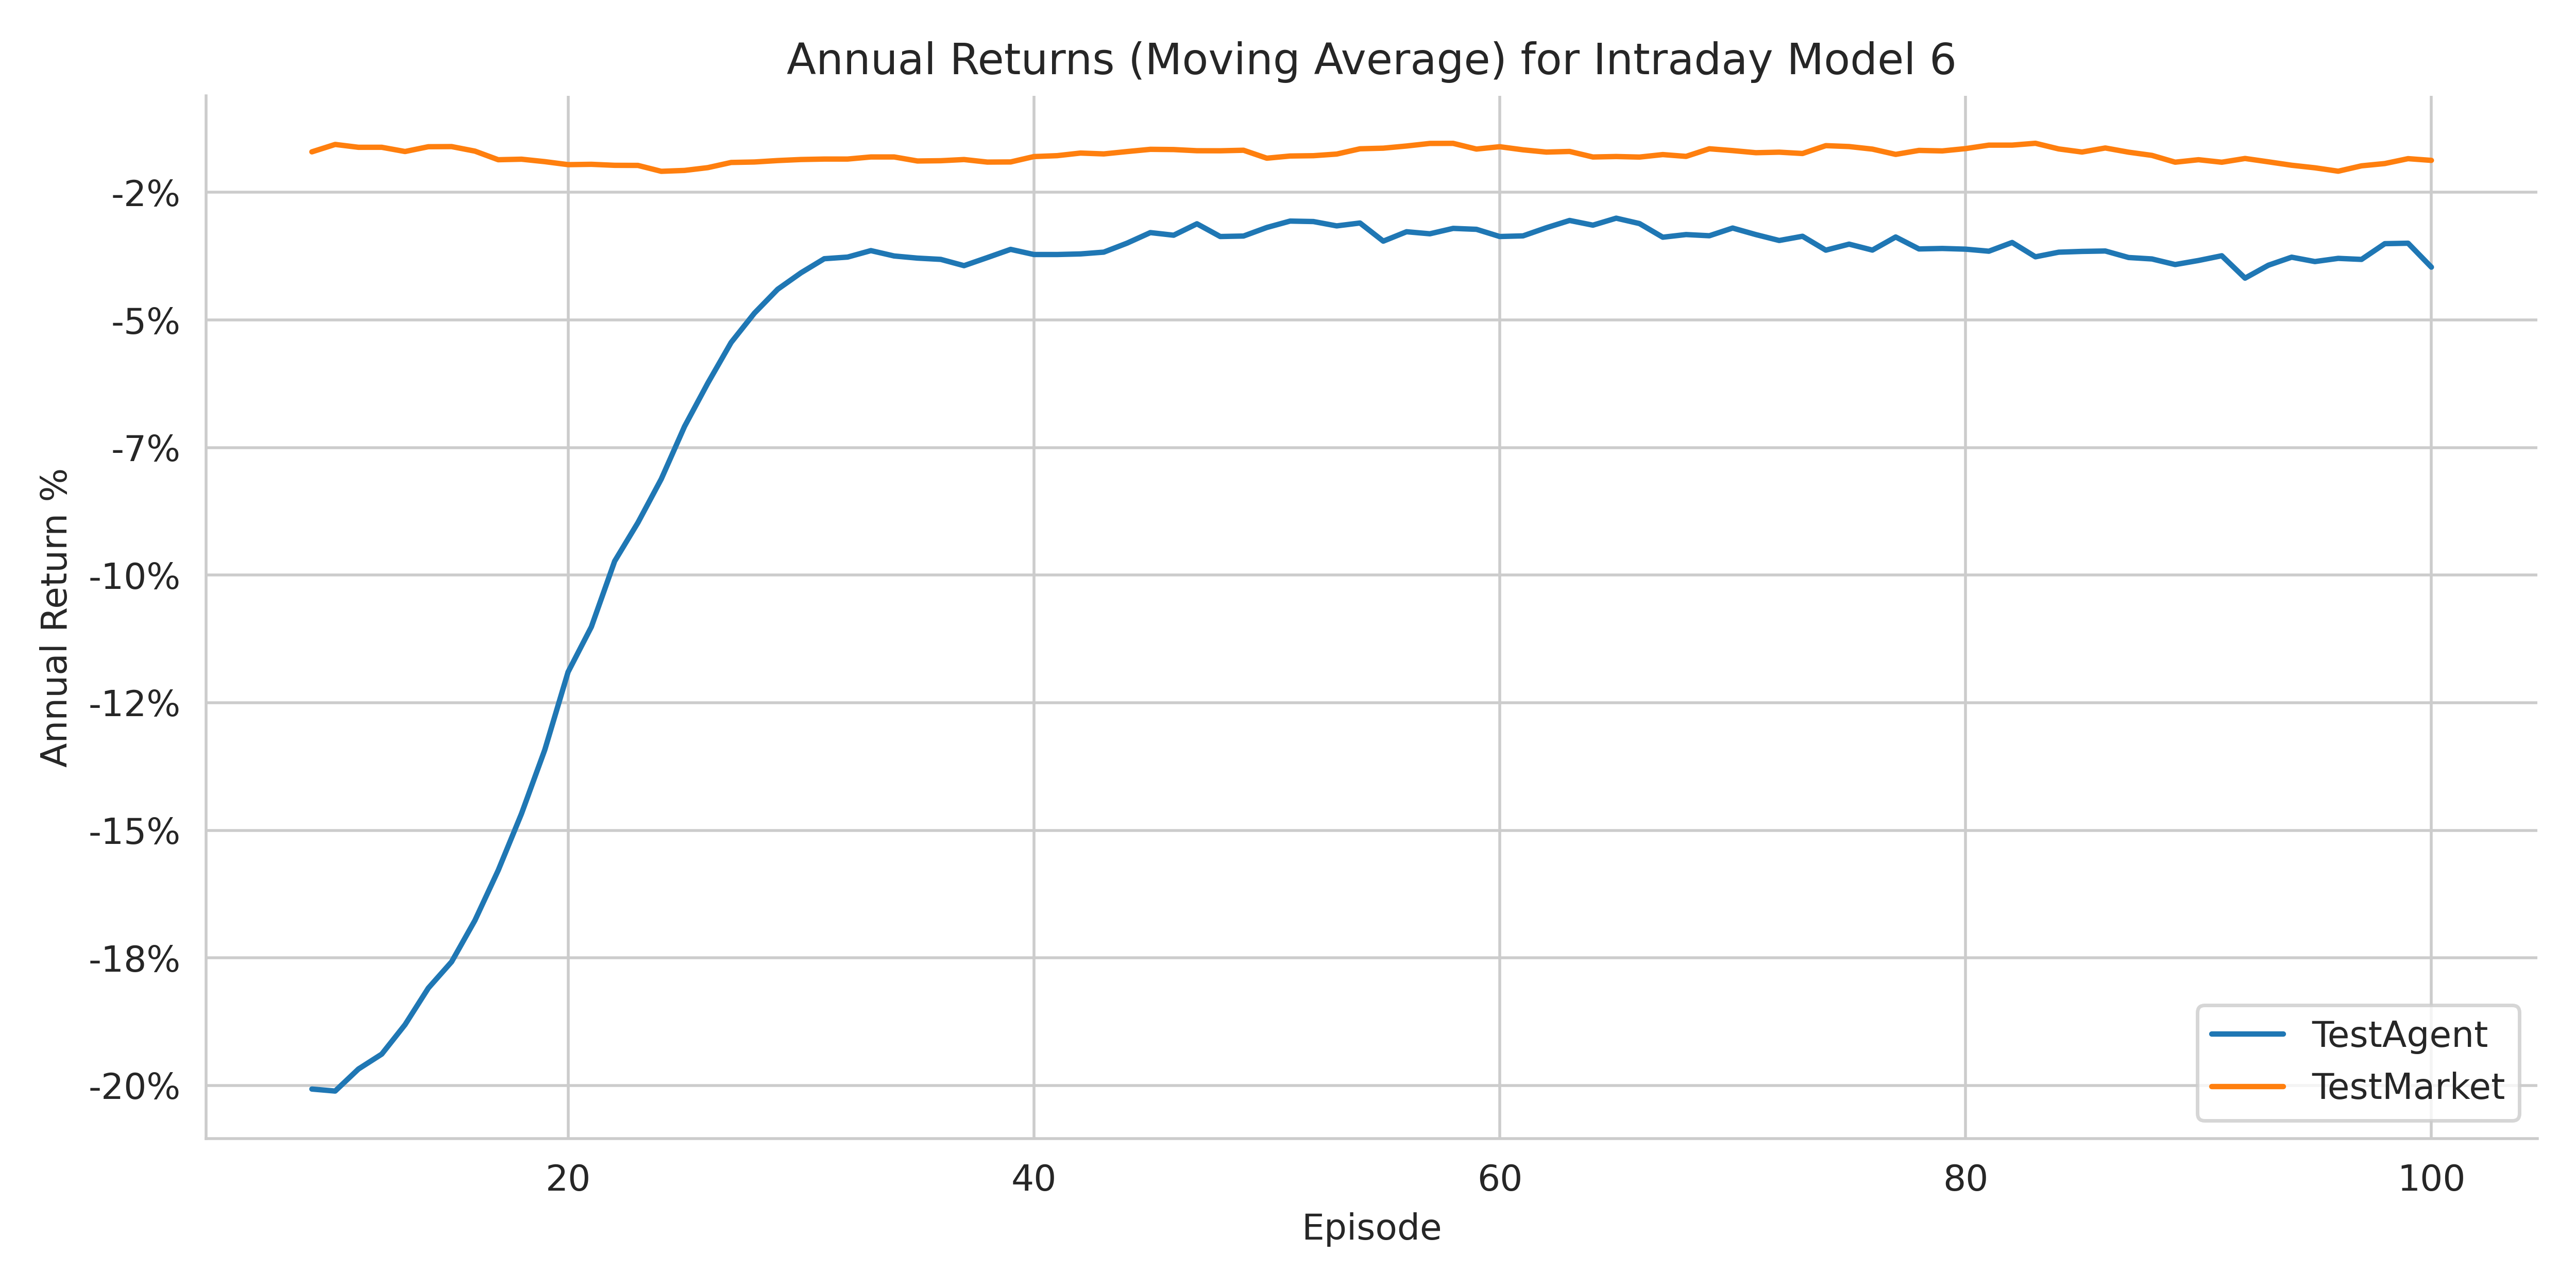 Annual Returns (Moving Average) for Intraday Model 6
Annual Return %
-2%
-5%
-7%
-10%
-12%
-15%
-18%
-20%
20
40
60
80
100
Episode
TestAgent
TestMarket